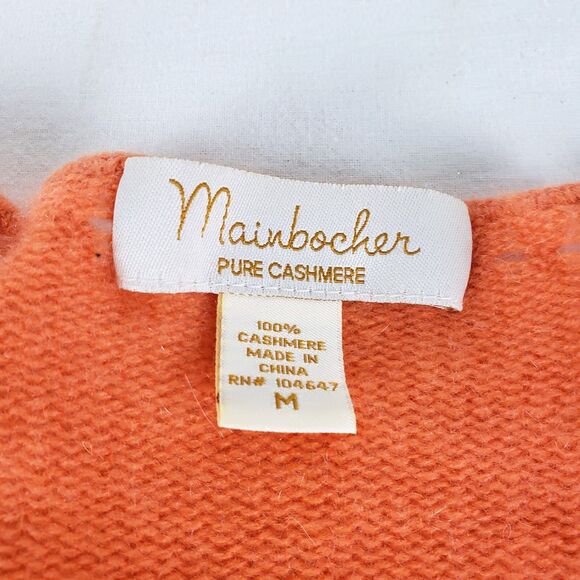 Mainbocher
PURE CASHMERE
100%
CASHMERE
MADE IN
CHINA
RN# 104647
M